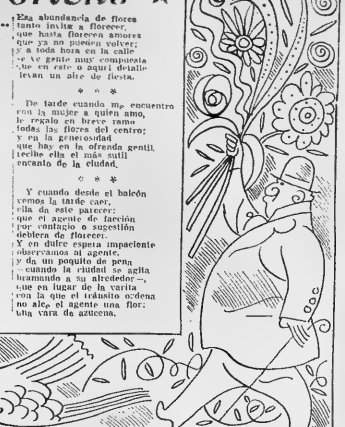 Esa abundancia de flores
tanto invita a florecer,
que hasta florecen amores
que ya no pueden volver;
y a toda hora en la calle
se ve gente muy compuesta
que en este o aquel detalle
levan un aire de fiesta.
* * *
De tarde cuando me encuentro
con la mujer a quien amo,
le regalo en breve ramo
todas las flores del centro;
y en la generosidad
que hay en la ofrenda gentil,
recibe ella el más sutil
encanto de la ciudad.
* * *
Y cuando desde el balcón
vemos la tarde caer,
ella da este parecer:
que el agente de facción
por contagio o sugestión
debiera de florecer.
Y en dulce espera impaciente
observamos al agente,
y da un poquito de pena
—cuando la ciudad se agita
bramando a su alrededor—,
que en lugar de la varita
con la que el tránsito ordena
no alce el agente una flor:
una vara de azucena.